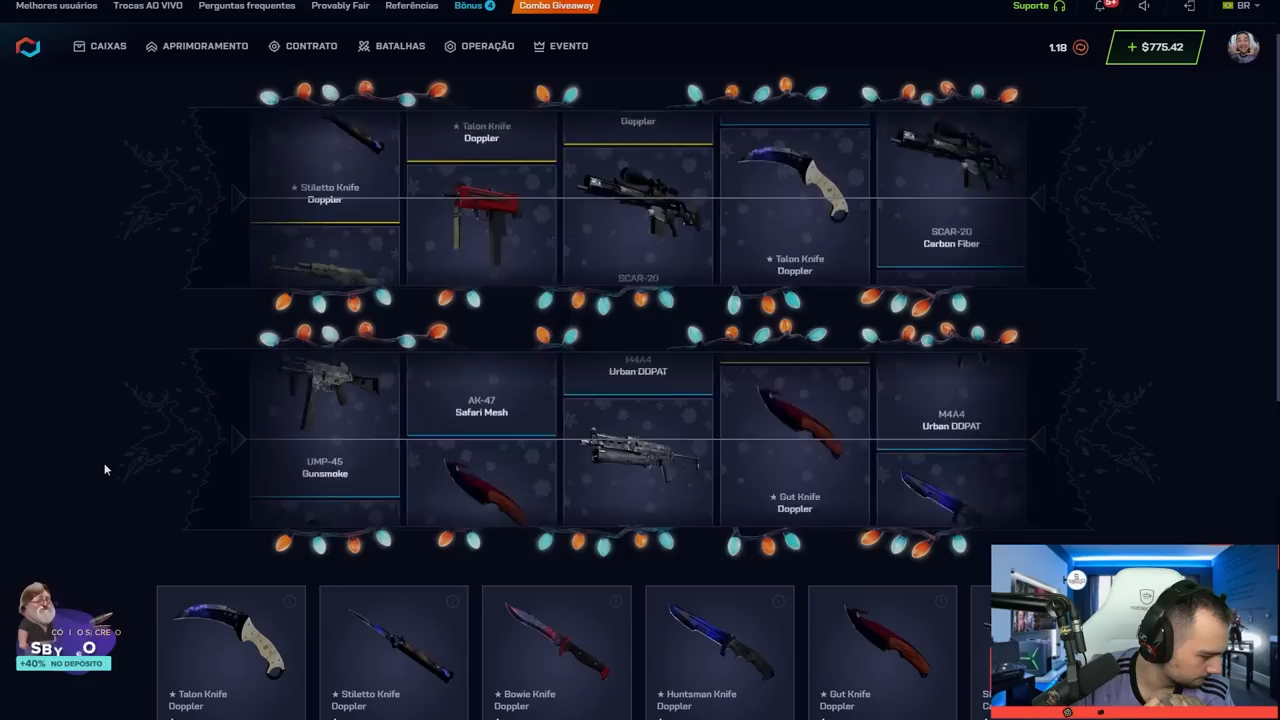 Melhores usuários Trocas AO VIVO Perguntas frequentes Provably Fair Referências Bônus 4 Combo Giveaway Suporte 5+ BR
CAIXAS APRIMORAMENTO CONTRATO BATALHAS OPERAÇÃO EVENTO 1.18 + $775.42
★ Stiletto Knife
Doppler
★ Talon Knife
Doppler
Doppler
SCAR-20
★ Talon Knife
Doppler
SCAR-20
Carbon Fiber
UMP-45
Gunsmoke
AK-47
Safari Mesh
M4A4
Urban DDPAT
★ Gut Knife
Doppler
M4A4
Urban DDPAT
+40% NO DEPÓSITO
★ Talon Knife
Doppler
★ Stiletto Knife
Doppler
★ Bowie Knife
Doppler
★ Huntsman Knife
Doppler
★ Gut Knife
Doppler